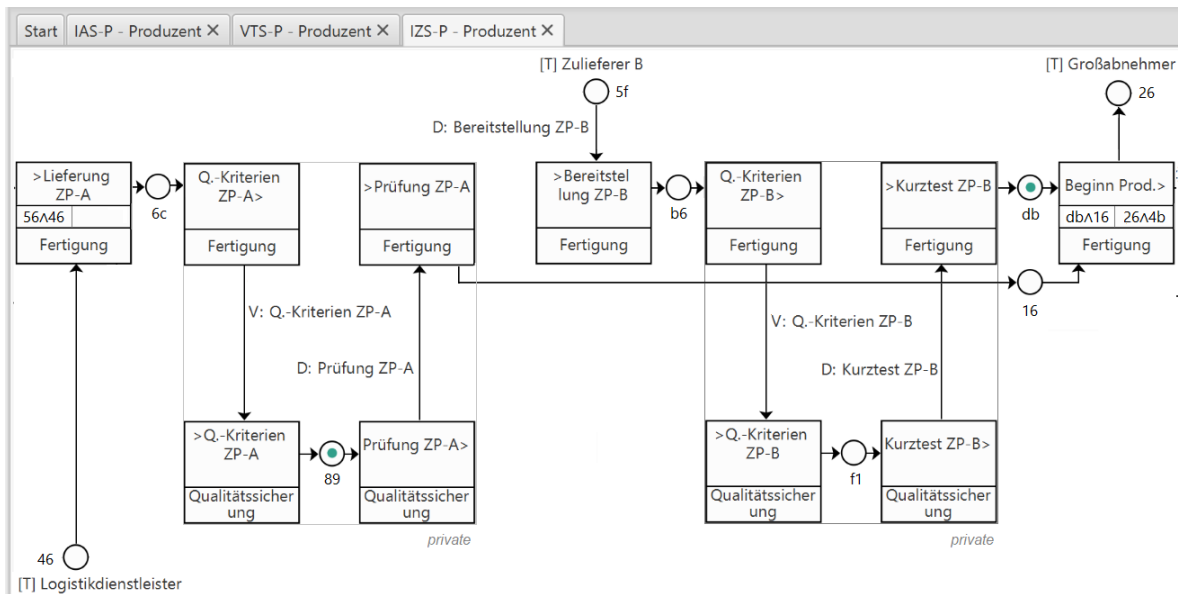 Start
IAS-P - Produzent ✕
VTS-P - Produzent ✕
IZS-P - Produzent ✕
[T] Zulieferer B
5f
[T] Großabnehmer
26
D: Bereitstellung ZP-B
>Lieferung
ZP-A
56∧46
Fertigung
6c
Q.-Kriterien
ZP-A>
Fertigung
>Prüfung ZP-A
Fertigung
>Bereitstel
lung ZP-B
Fertigung
b6
Q.-Kriterien
ZP-B>
Fertigung
>Kurztest ZP-B
Fertigung
db
Beginn Prod.>
db∧16
26∧4b
Fertigung
16
V: Q.-Kriterien ZP-A
D: Prüfung ZP-A
V: Q.-Kriterien ZP-B
D: Kurztest ZP-B
>Q.-Kriterien
ZP-A
Qualitätssicher
ung
89
Prüfung ZP-A>
Qualitätssicher
ung
private
>Q.-Kriterien
ZP-B
Qualitätssicher
ung
f1
Kurztest ZP-B>
Qualitätssicher
ung
private
46
[T] Logistikdienstleister